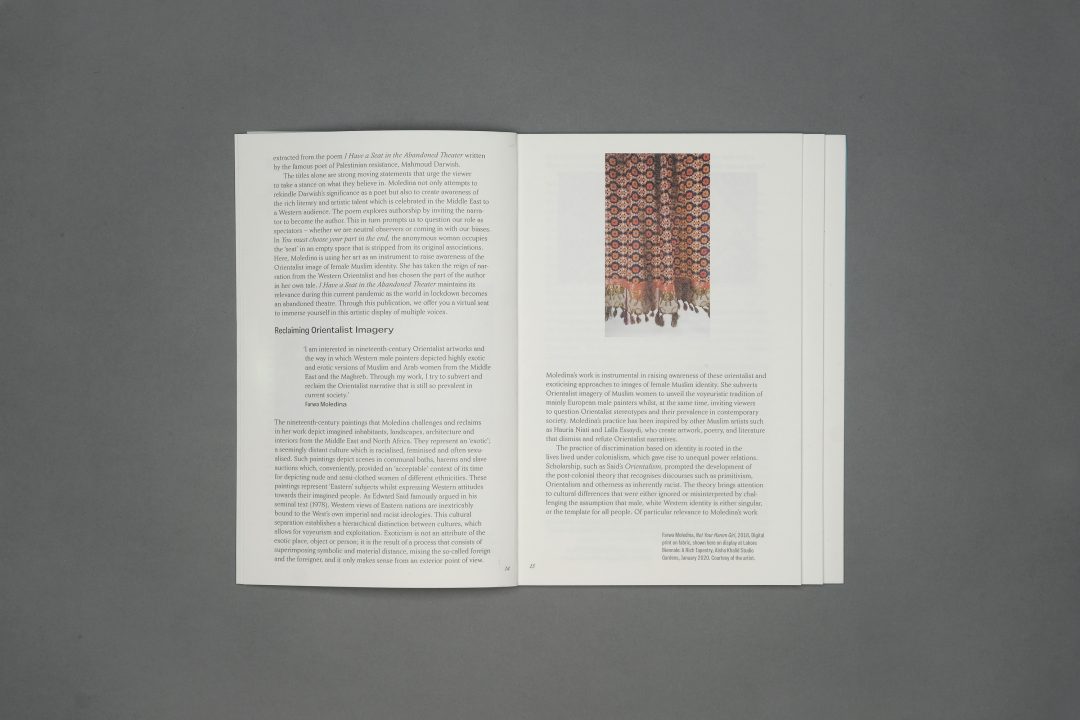 extracted from the poem I Have a Seat in the Abandoned Theater written
by the famous poet of Palestinian resistance, Mahmoud Darwish.
The titles alone are strong moving statements that urge the viewer
to take a stance on what they believe in. Moledina not only attempts to
rekindle Darwish's significance as a poet but also to create awareness of
the rich literary and artistic talent which is celebrated in the Middle East to
a Western audience. The poem explores authorship by inviting the narra-
tor to become the author. This in turn prompts us to question our role as
spectators – whether we are neutral observers or coming in with our biases.
In You must choose your part in the end, the anonymous woman occupies
the 'seat' in an empty space that is stripped from its original associations.
Here, Moledina is using her art as an instrument to raise awareness of the
Orientalist image of female Muslim identity. She has taken the reign of nar-
ration from the Western Orientalist and has chosen the part of the author
in her own tale. I Have a Seat in the Abandoned Theater maintains its
relevance during this current pandemic as the world in lockdown becomes
an abandoned theatre. Through this publication, we offer you a virtual seat
to immerse yourself in this artistic display of multiple voices.
Reclaiming Orientalist Imagery
'I am interested in nineteenth-century Orientalist artworks and
the way in which Western male painters depicted highly exotic
and erotic versions of Muslim and Arab women from the Middle
East and the Maghreb. Through my work, I try to subvert and
reclaim the Orientalist narrative that is still so prevalent in
current society.'
Farwa Moledina
The nineteenth-century paintings that Moledina challenges and reclaims
in her work depict imagined inhabitants, landscapes, architecture and
interiors from the Middle East and North Africa. They represent an 'exotic';
a seemingly distant culture which is racialised, feminised and often sexu-
alised. Such paintings depict scenes in communal baths, harems and slave
auctions which, conveniently, provided an 'acceptable' context of its time
for depicting nude and semi-clothed women of different ethnicities. These
paintings represent 'Eastern' subjects whilst expressing Western attitudes
towards their imagined people. As Edward Said famously argued in his
seminal text (1978), Western views of Eastern nations are inextricably
bound to the West's own imperial and racist ideologies. This cultural
separation establishes a hierarchical distinction between cultures, which
allows for voyeurism and exploitation. Exoticism is not an attribute of the
exotic place, object or person; it is the result of a process that consists of
superimposing symbolic and material distance, mixing the so-called foreign
and the foreigner, and it only makes sense from an exterior point of view.
14
Moledina's work is instrumental in raising awareness of these orientalist and
exoticising approaches to images of female Muslim identity. She subverts
Orientalist imagery of Muslim women to unveil the voyeuristic tradition of
mainly European male painters whilst, at the same time, inviting viewers
to question Orientalist stereotypes and their prevalence in contemporary
society. Moledina's practice has been inspired by other Muslim artists such
as Hauria Niati and Lalla Essaydi, who create artwork, poetry, and literature
that dismiss and refute Orientalist narratives.
The practice of discrimination based on identity is rooted in the
lives lived under colonialism, which gave rise to unequal power relations.
Scholarship, such as Said's Orientalism, prompted the development of
the post-colonial theory that recognises discourses such as primitivism,
Orientalism and otherness as inherently racist. The theory brings attention
to cultural differences that were either ignored or misinterpreted by chal-
lenging the assumption that male, white Western identity is either singular,
or the template for all people. Of particular relevance to Moledina's work
Farwa Moledina, Not Your Harem Girl, 2018, Digital
print on fabric, shown here on display at Lahore
Biennale: A Rich Tapestry, Aisha Khalid Studio
Gardens, January 2020. Courtesy of the artist.
15